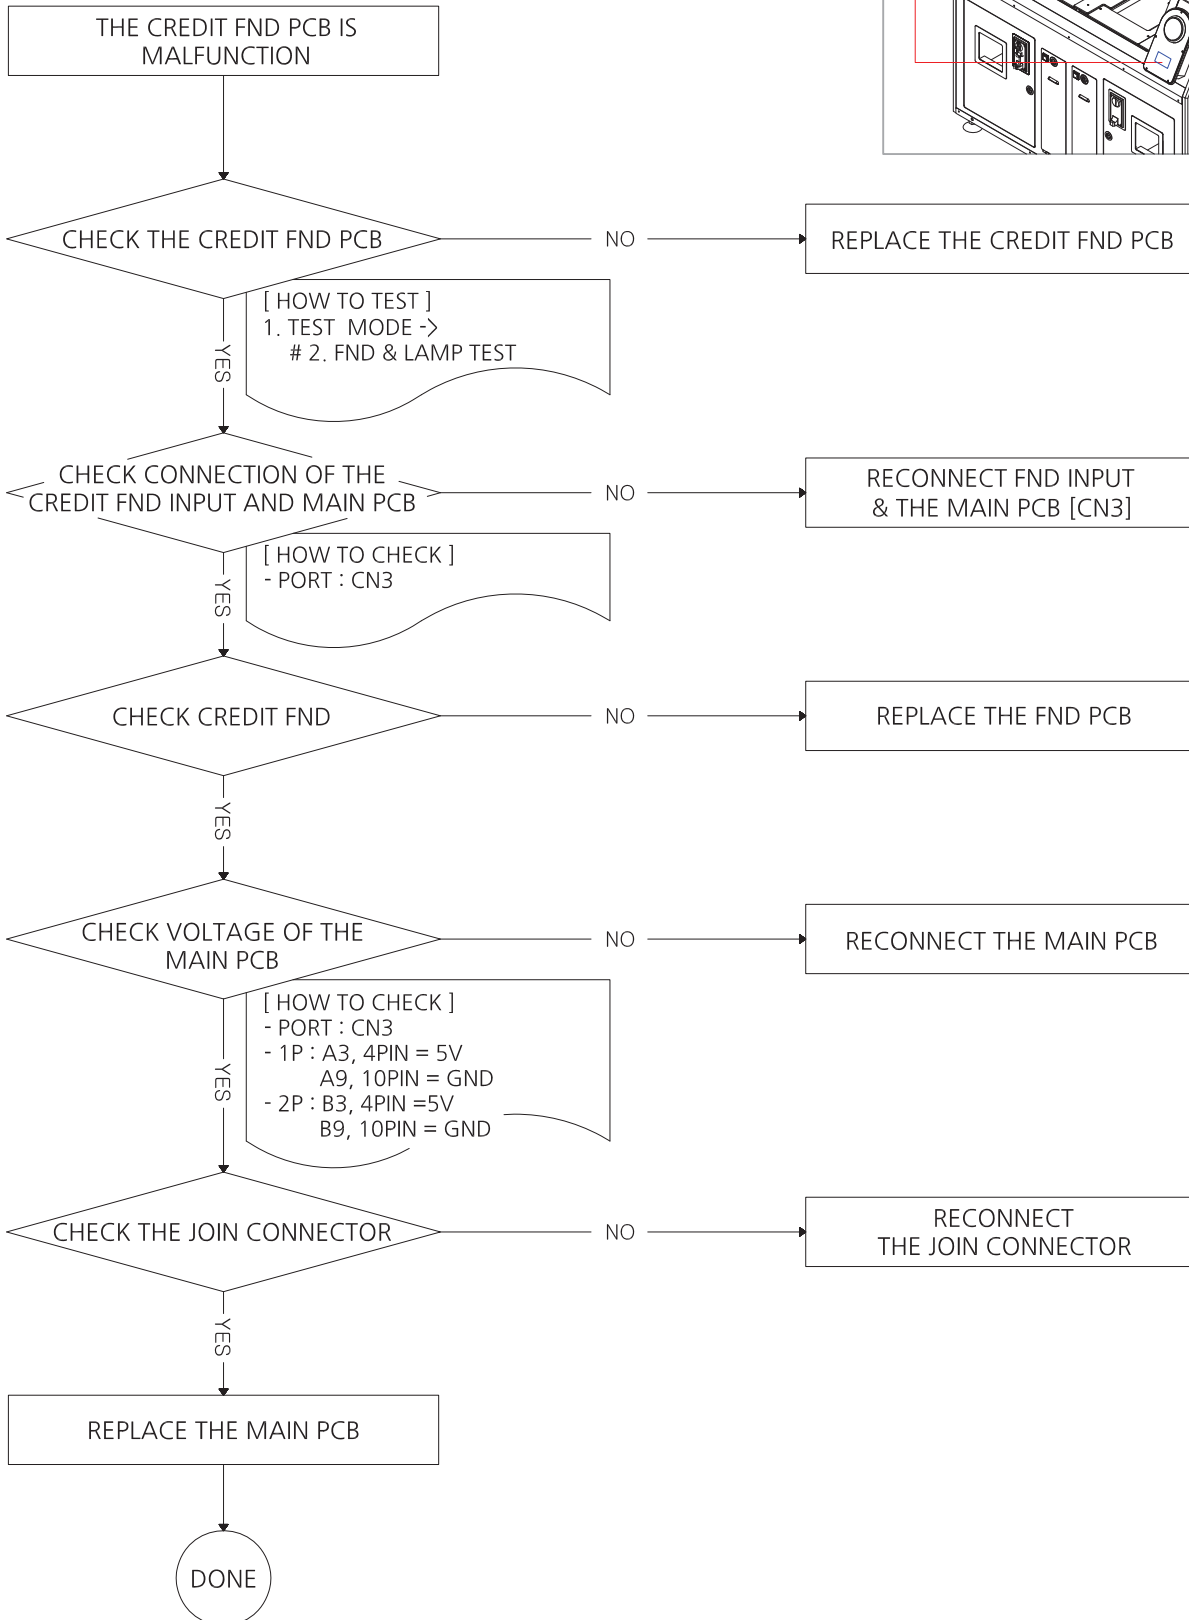 THE CREDIT FND PCB IS
MALFUNCTION
CHECK THE CREDIT FND PCB
NO
REPLACE THE CREDIT FND PCB
[ HOW TO TEST ]
1. TEST MODE ->
# 2. FND & LAMP TEST
YES
CHECK CONNECTION OF THE
CREDIT FND INPUT AND MAIN PCB
NO
RECONNECT FND INPUT
& THE MAIN PCB [CN3]
[ HOW TO CHECK ]
- PORT : CN3
YES
CHECK CREDIT FND
NO
REPLACE THE FND PCB
YES
CHECK VOLTAGE OF THE
MAIN PCB
NO
RECONNECT THE MAIN PCB
[ HOW TO CHECK ]
- PORT : CN3
- 1P : A3, 4PIN = 5V
A9, 10PIN = GND
- 2P : B3, 4PIN =5V
B9, 10PIN = GND
YES
CHECK THE JOIN CONNECTOR
NO
RECONNECT
THE JOIN CONNECTOR
YES
REPLACE THE MAIN PCB
DONE